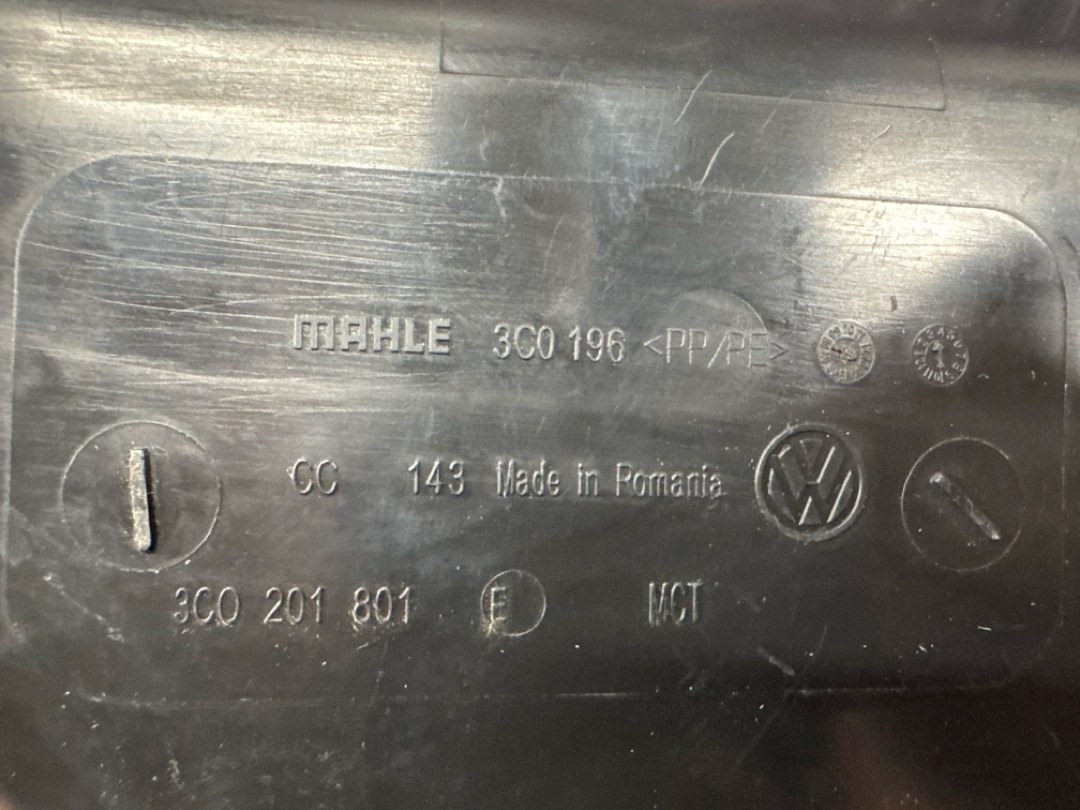 MAHLE 3C0 196 <PP/PE>
CC 143 Made in Romania
3C0 201 801 E MCT